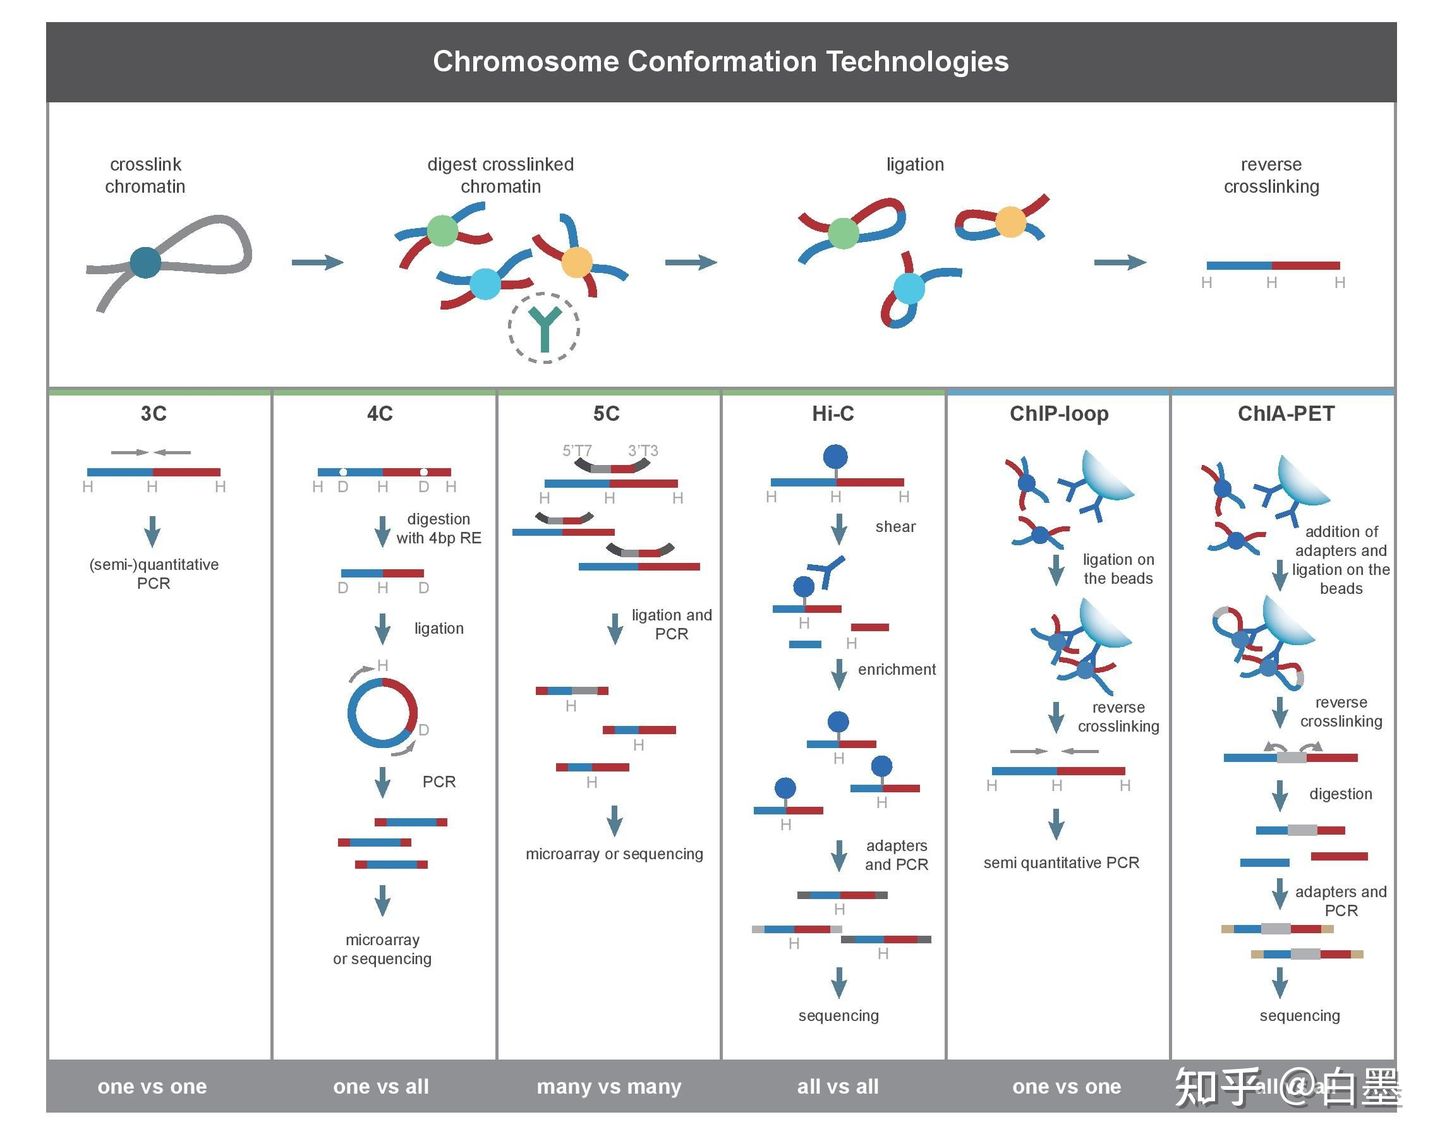 Chromosome Conformation Technologies
crosslink
chromatin
digest crosslinked
chromatin
ligation
reverse
crosslinking
H H H
3C
H H H
(semi-)quantitative
PCR
one vs one
4C
H D H D H
digestion
with 4bp RE
D H D
ligation
H
D
PCR
microarray
or sequencing
one vs all
5C
5'T7 3'T3
H H H
ligation and
PCR
H
H
H
microarray or sequencing
many vs many
Hi-C
H H H
shear
H
H
enrichment
H
H
H
adapters
and PCR
H
H
H
sequencing
all vs all
ChIP-loop
ligation on
the beads
reverse
crosslinking
H H H
semi quantitative PCR
one vs one
ChIA-PET
addition of
adapters and
ligation on the
beads
reverse
crosslinking
digestion
adapters and
PCR
sequencing
all vs all
知乎 @白墨